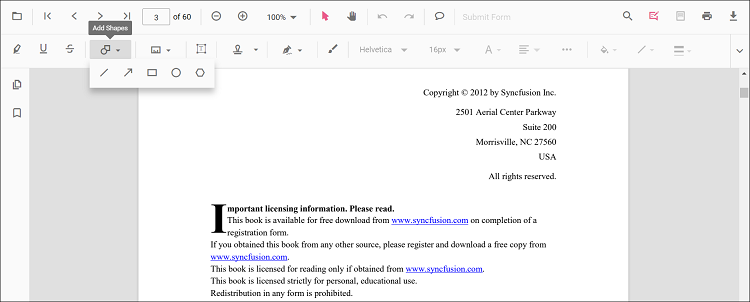 3 of 60 100% Submit Form
Add Shapes
U S T Helvetica 16px A
Copyright © 2012 by Syncfusion Inc.
2501 Aerial Center Parkway
Suite 200
Morrisville, NC 27560
USA
All rights reserved.
Important licensing information. Please read.
This book is available for free download from www.syncfusion.com on completion of a
registration form.
If you obtained this book from any other source, please register and download a free copy from
www.syncfusion.com.
This book is licensed for reading only if obtained from www.syncfusion.com.
This book is licensed strictly for personal, educational use.
Redistribution in any form is prohibited.